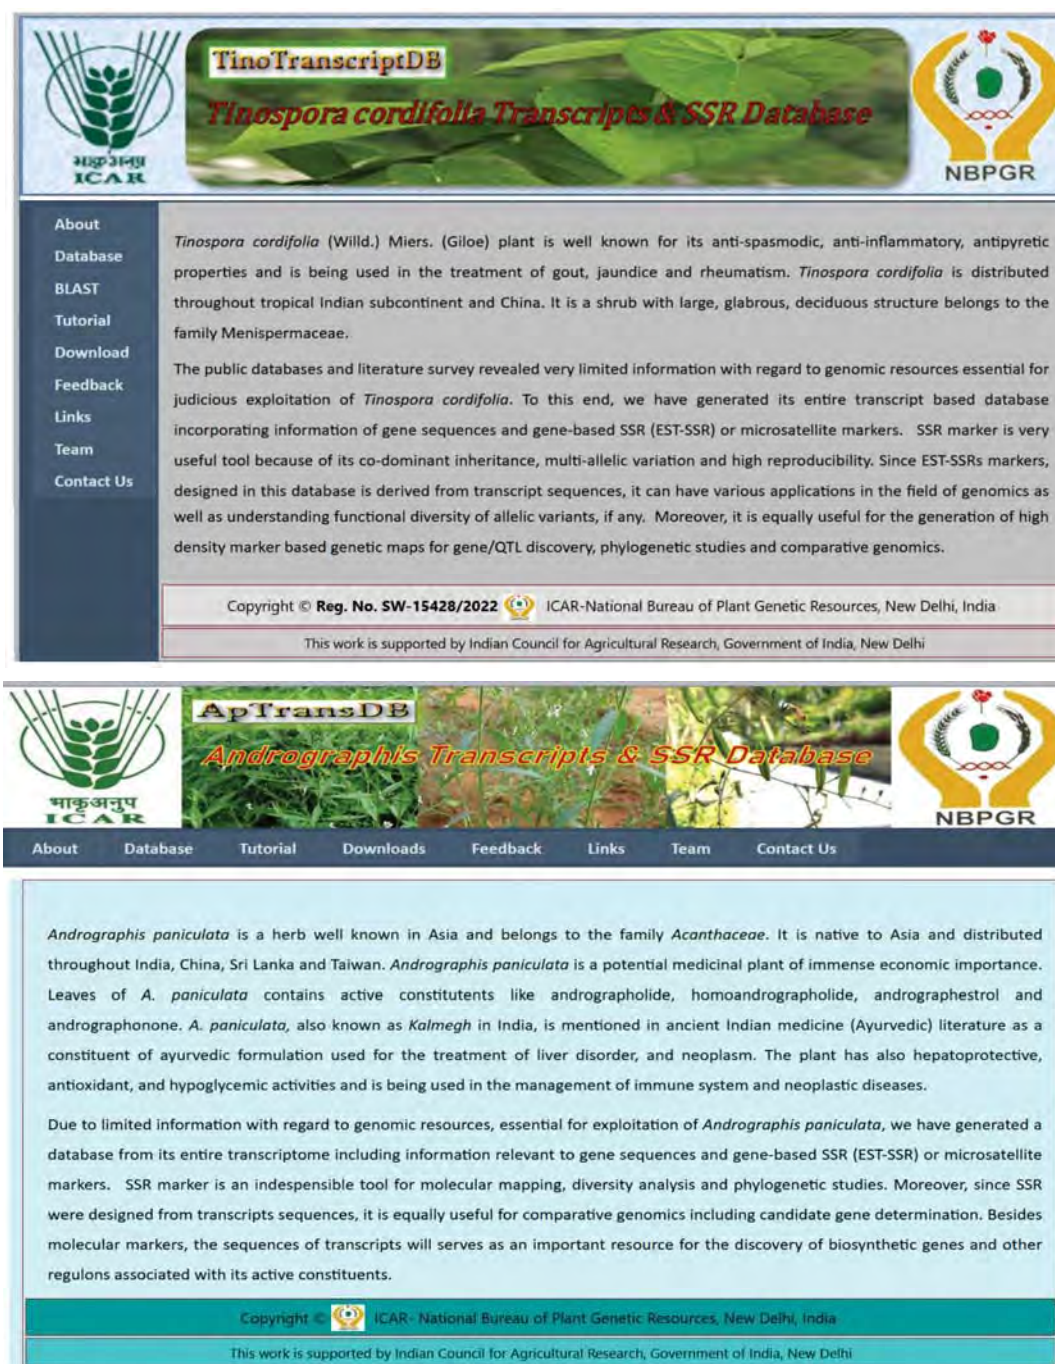 TinoTranscriptDB
Tinospora cordifolia Transcripts & SSR Database
भाकृअनुप
ICAR
NBPGR
About
Database
BLAST
Tutorial
Download
Feedback
Links
Team
Contact Us
Tinospora cordifolia (Willd.) Miers. (Giloe) plant is well known for its anti-spasmodic, anti-inflammatory, antipyretic
properties and is being used in the treatment of gout, jaundice and rheumatism. Tinospora cordifolia is distributed
throughout tropical Indian subcontinent and China. It is a shrub with large, glabrous, deciduous structure belongs to the
family Menispermaceae.
The public databases and literature survey revealed very limited information with regard to genomic resources essential for
judicious exploitation of Tinospora cordifolia. To this end, we have generated its entire transcript based database
incorporating information of gene sequences and gene-based SSR (EST-SSR) or microsatellite markers. SSR marker is very
useful tool because of its co-dominant inheritance, multi-allelic variation and high reproducibility. Since EST-SSRs markers,
designed in this database is derived from transcript sequences, it can have various applications in the field of genomics as
well as understanding functional diversity of allelic variants, if any. Moreover, it is equally useful for the generation of high
density marker based genetic maps for gene/QTL discovery, phylogenetic studies and comparative genomics.
Copyright © Reg. No. SW-15428/2022 ICAR-National Bureau of Plant Genetic Resources, New Delhi, India
This work is supported by Indian Council for Agricultural Research, Government of India, New Delhi
ApTransDB
Andrographis Transcripts & SSR Database
भाकृअनुप
ICAR
NBPGR
About Database Tutorial Downloads Feedback Links Team Contact Us
Andrographis paniculata is a herb well known in Asia and belongs to the family Acanthaceae. It is native to Asia and distributed
throughout India, China, Sri Lanka and Taiwan. Andrographis paniculata is a potential medicinal plant of immense economic importance.
Leaves of A. paniculata contains active constitutents like andrographolide, homoandrographolide, andrographestrol and
andrographonone. A. paniculata, also known as Kalmegh in India, is mentioned in ancient Indian medicine (Ayurvedic) literature as a
constituent of ayurvedic formulation used for the treatment of liver disorder, and neoplasm. The plant has also hepatoprotective,
antioxidant, and hypoglycemic activities and is being used in the management of immune system and neoplastic diseases.
Due to limited information with regard to genomic resources, essential for exploitation of Andrographis paniculata, we have generated a
database from its entire transcriptome including information relevant to gene sequences and gene-based SSR (EST-SSR) or microsatellite
markers. SSR marker is an indespensible tool for molecular mapping, diversity analysis and phylogenetic studies. Moreover, since SSR
were designed from transcripts sequences, it is equally useful for comparative genomics including candidate gene determination. Besides
molecular markers, the sequences of transcripts will serves as an important resource for the discovery of biosynthetic genes and other
regulons associated with its active constituents.
Copyright © ICAR- National Bureau of Plant Genetic Resources, New Delhi, India
This work is supported by Indian Council for Agricultural Research, Government of India, New Delhi